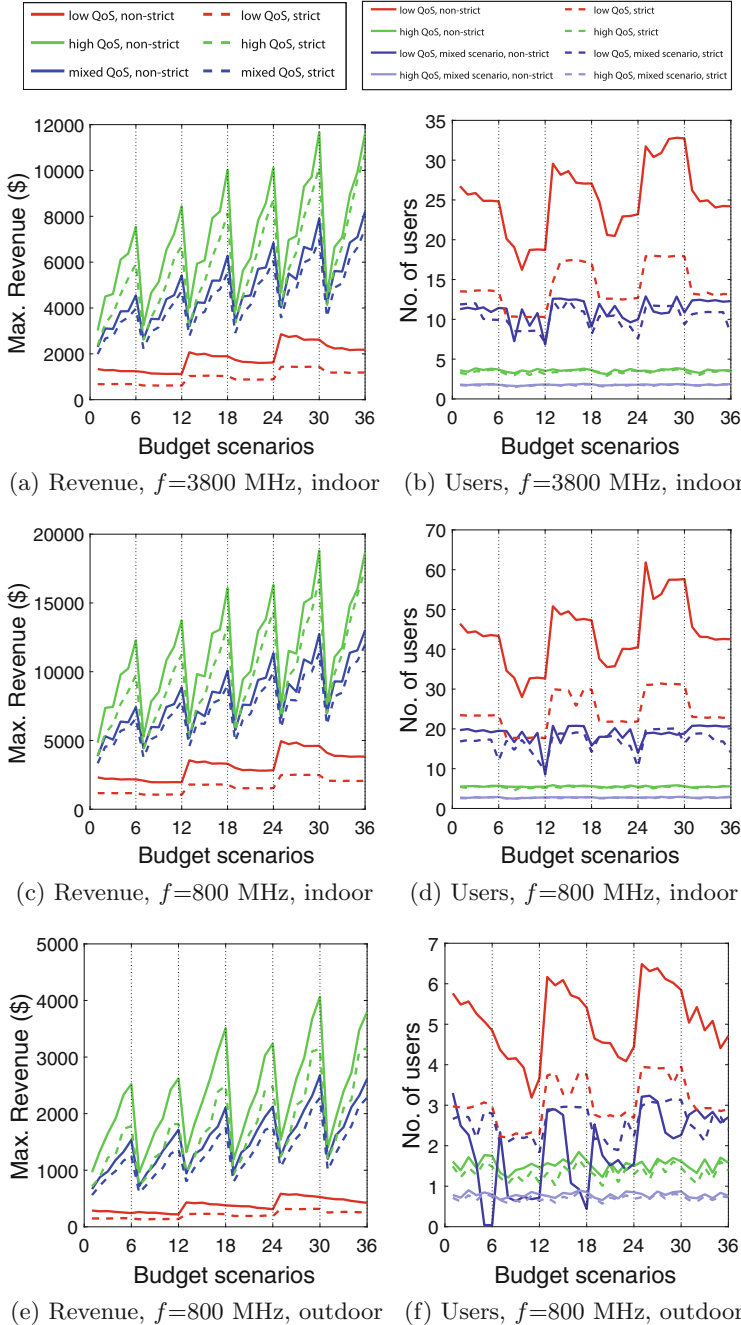 low QoS, non-strict
low QoS, strict
high QoS, non-strict
high QoS, strict
mixed QoS, non-strict
mixed QoS, strict
low QoS, non-strict
low QoS, strict
high QoS, non-strict
high QoS, strict
low QoS, mixed scenario, non-strict
low QoS, mixed scenario, strict
high QoS, mixed scenario, non-strict
high QoS, mixed scenario, strict
Max. Revenue ($)
12000
10000
8000
6000
4000
2000
0
0 6 12 18 24 30 36
Budget scenarios
(a) Revenue, f=3800 MHz, indoor
No. of users
35
30
25
20
15
10
5
0
0 6 12 18 24 30 36
Budget scenarios
(b) Users, f=3800 MHz, indoor
Max. Revenue ($)
20000
15000
10000
5000
0
0 6 12 18 24 30 36
Budget scenarios
(c) Revenue, f=800 MHz, indoor
No. of users
70
60
50
40
30
20
10
0
0 6 12 18 24 30 36
Budget scenarios
(d) Users, f=800 MHz, indoor
Max. Revenue ($)
5000
4000
3000
2000
1000
0
0 6 12 18 24 30 36
Budget scenarios
(e) Revenue, f=800 MHz, outdoor
No. of users
7
6
5
4
3
2
1
0
0 6 12 18 24 30 36
Budget scenarios
(f) Users, f=800 MHz, outdoor